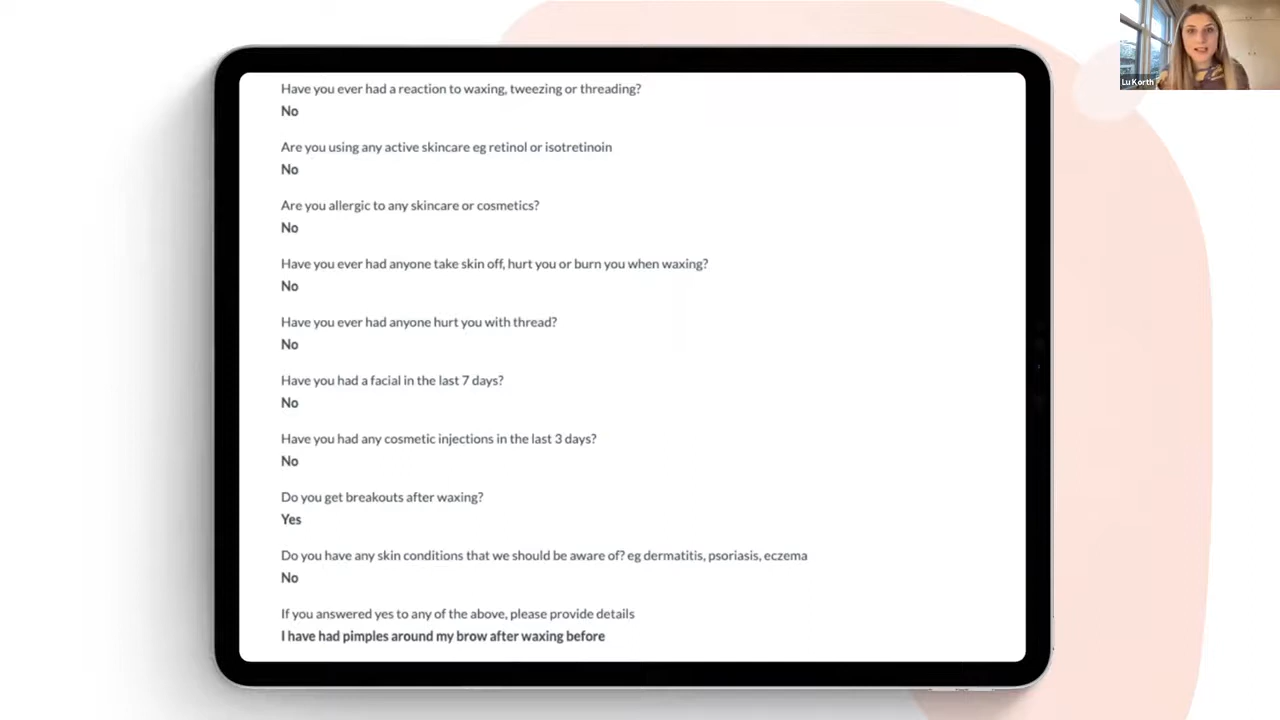 Lu Korth
Have you ever had a reaction to waxing, tweezing or threading?
No
Are you using any active skincare eg retinol or isotretinoin
No
Are you allergic to any skincare or cosmetics?
No
Have you ever had anyone take skin off, hurt you or burn you when waxing?
No
Have you ever had anyone hurt you with thread?
No
Have you had a facial in the last 7 days?
No
Have you had any cosmetic injections in the last 3 days?
No
Do you get breakouts after waxing?
Yes
Do you have any skin conditions that we should be aware of? eg dermatitis, psoriasis, eczema
No
If you answered yes to any of the above, please provide details
I have had pimples around my brow after waxing before